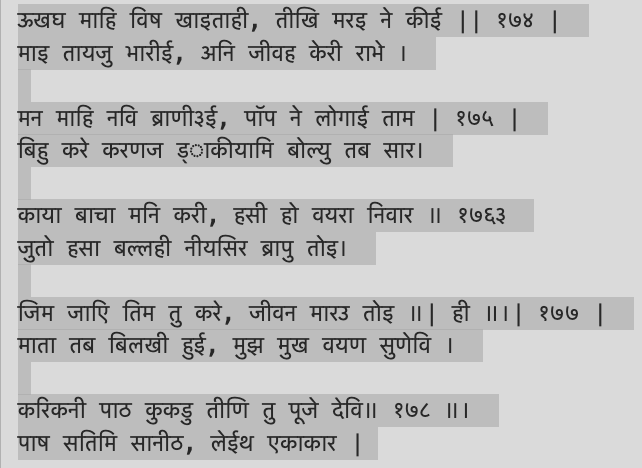 ऊखघ माहि विष खाइताही, तीखि मरइ ने कीई || १७४ |
माइ तायजु भारीई, अनि जीवह केरी राभे ।
मन माहि नवि ब्राणी३ई, पॉप ने लोगाई ताम | १७५ |
बिहु करे करणज ड्ाकीयामि बोल्यु तब सार।
काया बाचा मनि करी, हसी हो वयरा निवार ॥ १७६३
जुतो हसा बल्लही नीयसिर ब्रापु तोइ।
जिम जाएि तिम तु करे, जीवन मारउ तोइ ॥| ही ॥।| १७७ |
माता तब बिलखी हुई, मुझ मुख वयण सुणेवि ।
करिकनी पाठ कुकडु तीणि तु पूजे देवि॥ १७८ ॥।
पाष सतिमि सानीठ, लेईथ एकाकार |